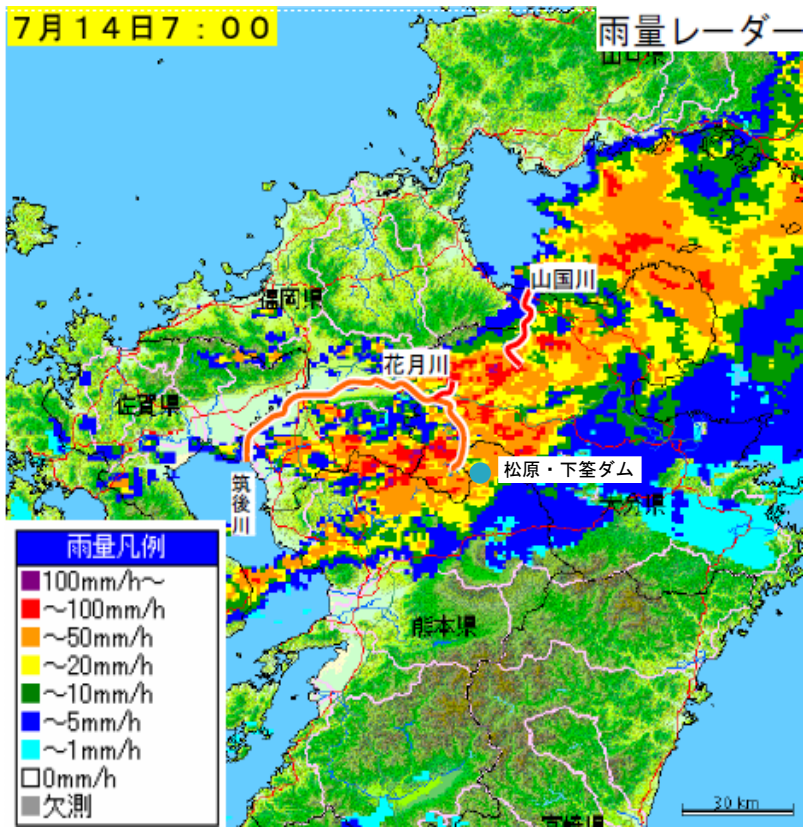 7月14日7：００
雨量レーダー
山口県
山国川
福岡県
花月川
佐賀県
松原・下筌ダム
筑後川
大分県
雨量凡例
100mm/h～
～100mm/h
～50mm/h
～20mm/h
～10mm/h
～5mm/h
～1mm/h
0mm/h
欠測
熊本県
30 km
宮崎県